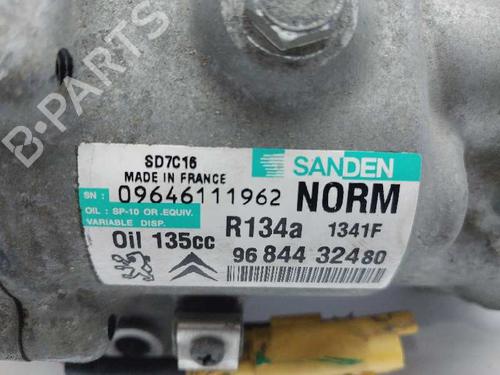 B-PARTS
SD7C16
MADE IN FRANCE
SANDEN
SN : 09646111962 NORM
OIL : SP-10 OR .EQUIV.
VARIABLE DISP.
R134a 1341F
Oil 135cc
96 844 324 80